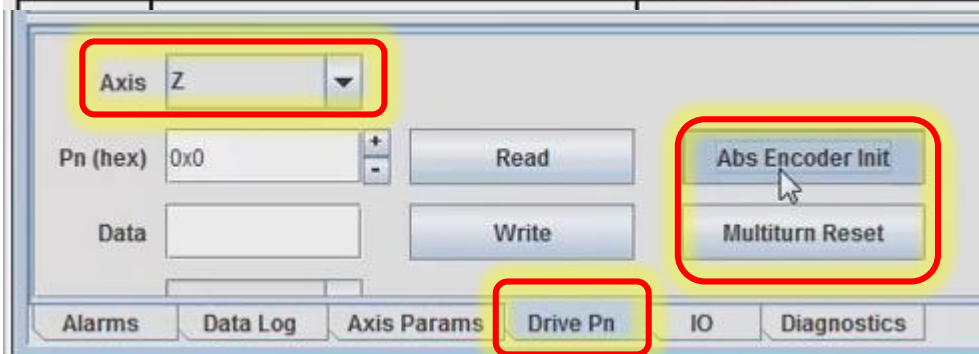 Axis Z
Pn (hex) 0x0 + - Read Abs Encoder Init
Data Write Multiturn Reset
Alarms Data Log Axis Params Drive Pn IO Diagnostics